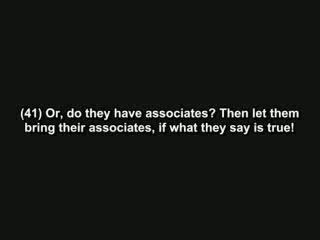 (41) Or, do they have associates? Then let them
bring their associates, if what they say is true!